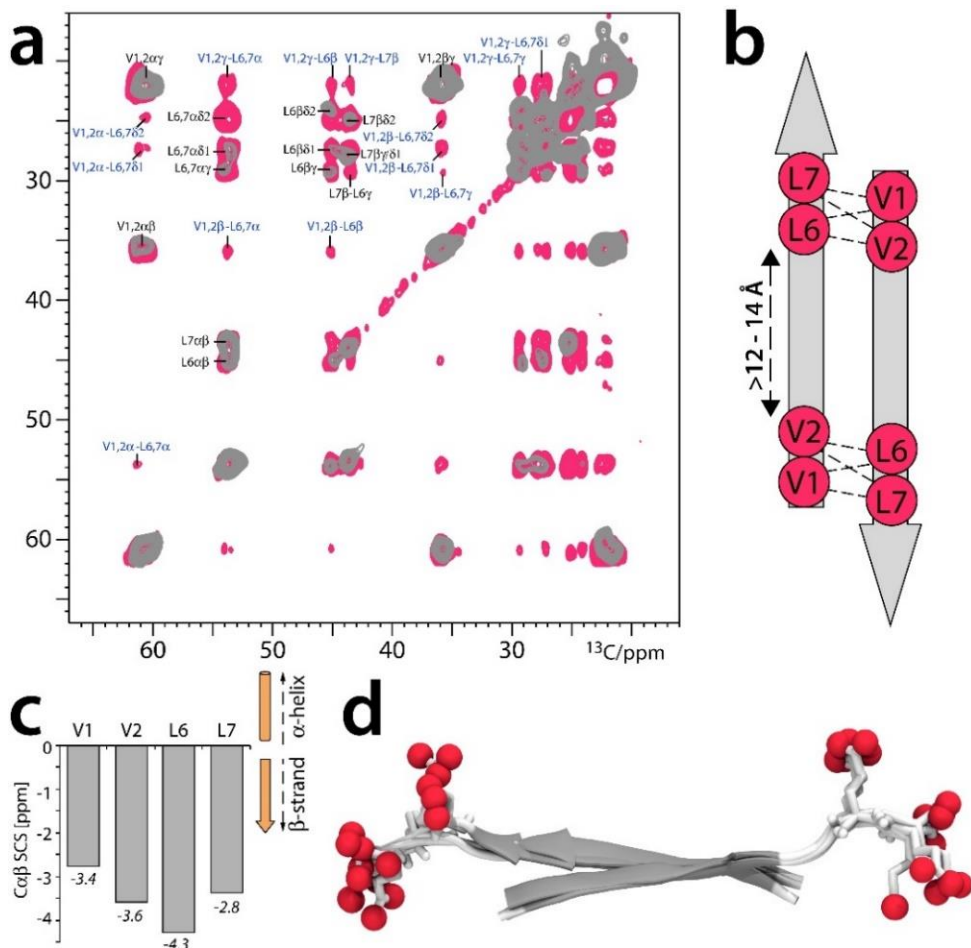 a
V1,2αγ
V1,2γ-L6,7α
V1,2γ-L6β
V1,2γ-L7β
V1,2βγ
V1,2γ-L6,7γ
V1,2γ-L6,7δ1
V1,2α-L6,7δ2
L6,7αδ2
L6βδ2
L7βδ2
V1,2β-L6,7δ2
V1,2α-L6,7δ1
L6,7αδ1
L6βδ1
L7βγ/δ1
V1,2β-L6,7δ1
L6,7αγ
L6βγ
L7β-L6γ
V1,2β-L6,7γ
V1,2αβ
V1,2β-L6,7α
V1,2β-L6β
L7αβ
L6αβ
V1,2α-L6,7α
30
40
50
60
60
50
40
30
13C/ppm
b
L7
V1
L6
V2
>12 - 14 Å
V2
L6
V1
L7
c
V1 V2 L6 L7
α-helix
β-strand
Cαβ SCS [ppm]
0
-1
-2
-3
-4
-3.4
-3.6
-4.3
-2.8
d